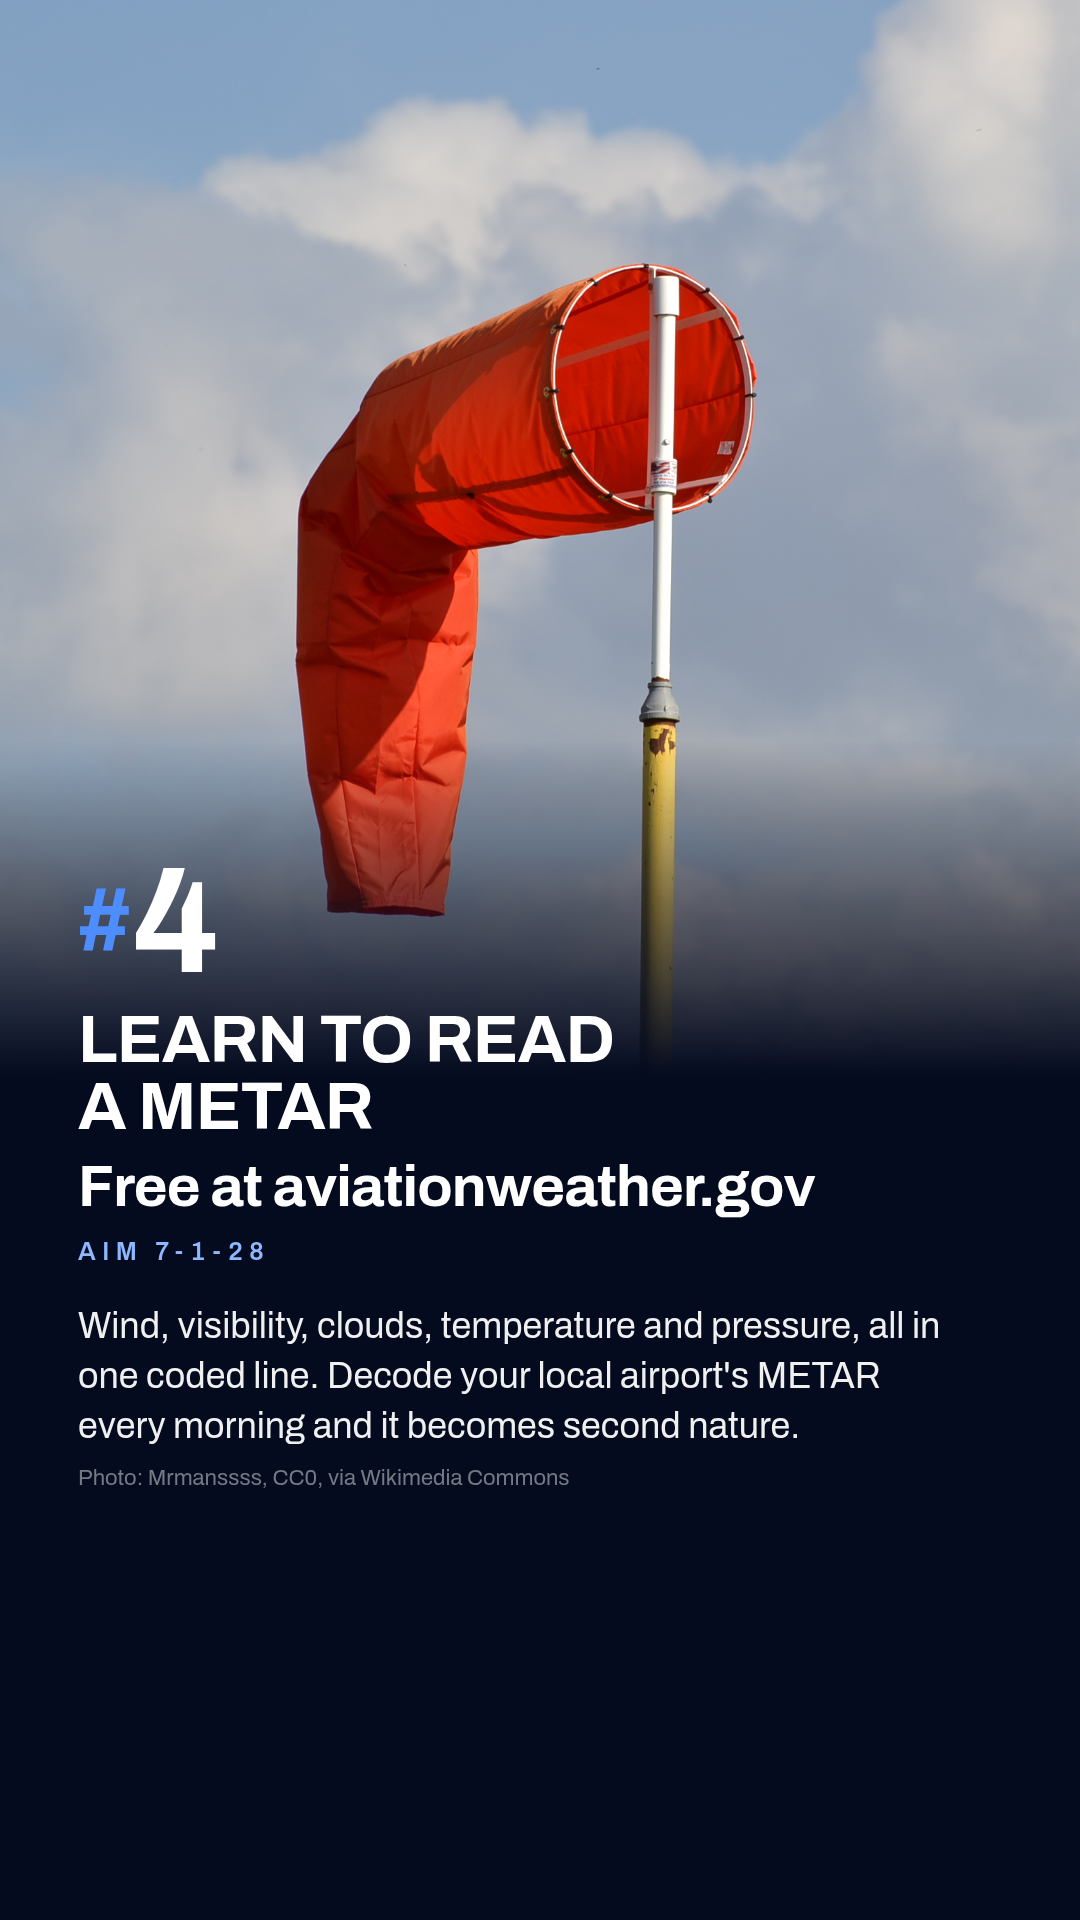 #4
LEARN TO READ
A METAR
Free at aviationweather.gov
AIM 7-1-28
Wind, visibility, clouds, temperature and pressure, all in
one coded line. Decode your local airport's METAR
every morning and it becomes second nature.
Photo: Mrmanssss, CC0, via Wikimedia Commons